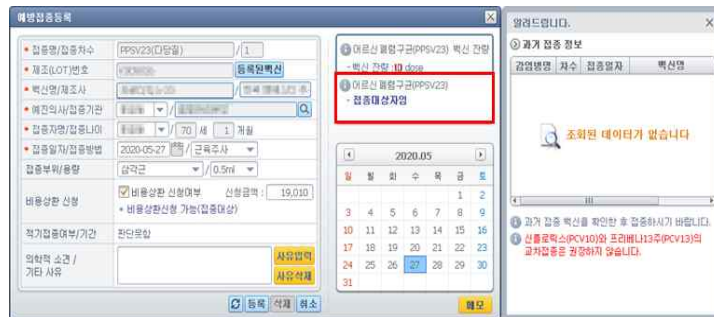 예방접종등록
접종명/접종차수 PPSV23(다당질) / 1
제조(LOT)번호 등록된백신
백신명/제조사
예진의사/접종기관
접종자명/접종나이 / 70 세 1 개월
접종일자/접종방법 2020-05-27 / 근육주사
접종부위/용량 삼각근 / 0.5ml
비용상환 신청 비용상환 신청여부 신청금액 : 19,010
비용상환신청 가능(접종대상)
적기접종여부/기간 판단못함
의학적 소견 /
기타 사유
사유입력
사유삭제
등록 삭제 취소
어르신 폐렴구균(PPSV23) 백신 잔량
-백신 잔량 :10 dose
어르신 폐렴구균(PPSV23)
- 접종대상자임
2020.05
일 월 화 수 목 금 토
1 2
3 4 5 6 7 8 9
10 11 12 13 14 15 16
17 18 19 20 21 22 23
24 25 26 27 28 29 30
31
메모
알려드립니다.
과거 접종 정보
감염병명 차수 접종일자 백신명
조회된 데이터가 없습니다
과거 접종 백신을 확인한 후 접종하시기 바랍니다.
신플로릭스(PCV10)와 프리베나13주(PCV13)의
교차접종은 권장하지 않습니다.